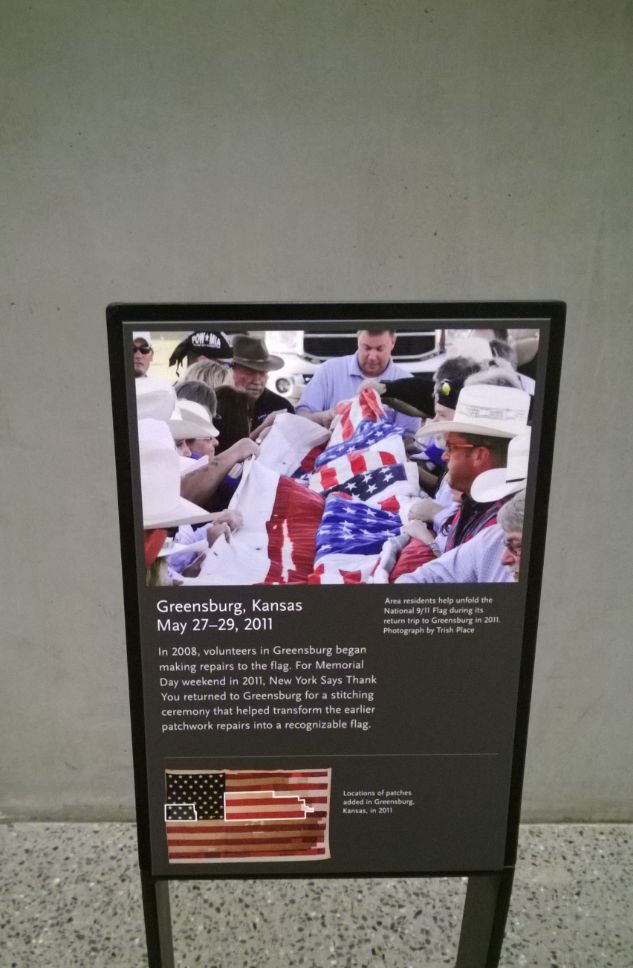 POW★MIA
Greensburg, Kansas
May 27–29, 2011
Area residents help unfold the
National 9/11 Flag during its
return trip to Greensburg in 2011.
Photograph by Trish Place
In 2008, volunteers in Greensburg began
making repairs to the flag. For Memorial
Day weekend in 2011, New York Says Thank
You returned to Greensburg for a stitching
ceremony that helped transform the earlier
patchwork repairs into a recognizable flag.
Locations of patches
added in Greensburg,
Kansas, in 2011